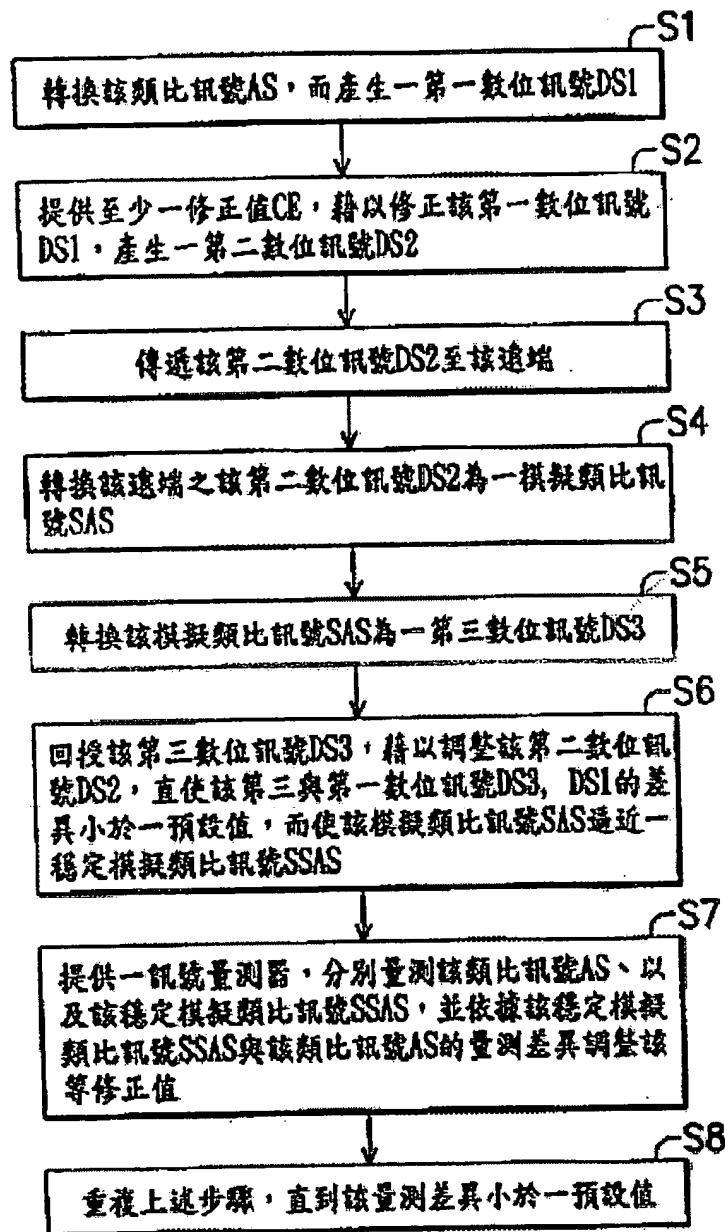 S1
轉換該類比訊號AS，而產生一第一數位訊號DS1
S2
提供至少一修正值CE，藉以修正該第一數位訊號
DS1，產生一第二數位訊號DS2
S3
傳遞該第二數位訊號DS2至該遠端
S4
轉換該遠端之該第二數位訊號DS2為一模擬類比訊
號SAS
S5
轉換該模擬類比訊號SAS為一第三數位訊號DS3
S6
回授該第三數位訊號DS3，藉以調整該第二數位訊
號DS2，直使該第三與第一數位訊號DS3, DS1的差
異小於一預設值，而使該模擬類比訊號SAS逼近一
穩定模擬類比訊號SSAS
S7
提供一訊號量測器，分別量測該類比訊號AS、以
及該穩定模擬類比訊號SSAS，並依據該穩定模擬
類比訊號SSAS與該類比訊號AS的量測差異調整該
等修正值
S8
重複上述步驟，直到該量測差異小於一預設值